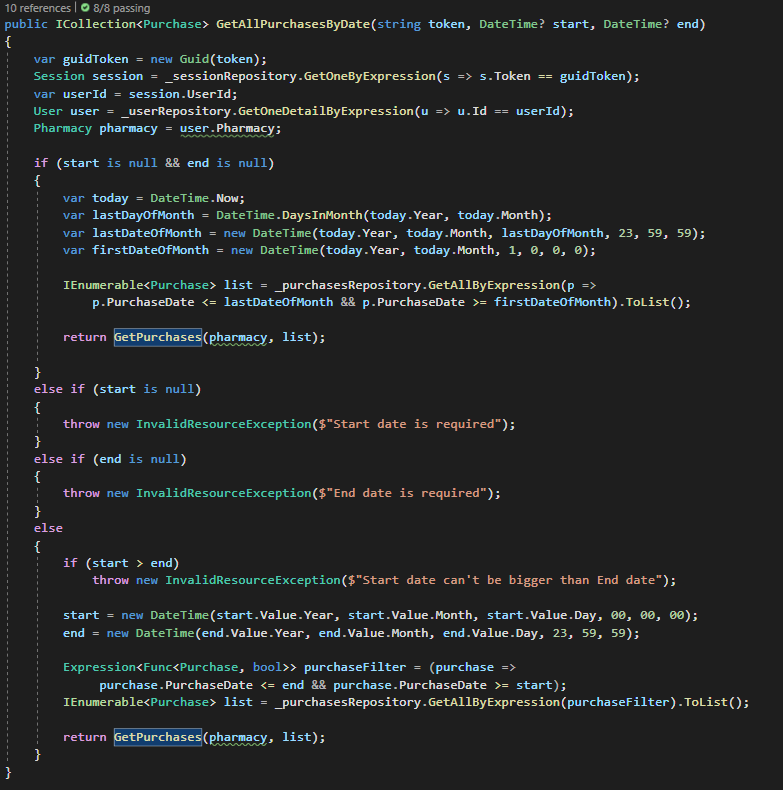 10 references | 8/8 passing
public ICollection<Purchase> GetAllPurchasesByDate(string token, DateTime? start, DateTime? end)
{
    var guidToken = new Guid(token);
    Session session = _sessionRepository.GetOneByExpression(s => s.Token == guidToken);
    var userId = session.UserId;
    User user = _userRepository.GetOneDetailByExpression(u => u.Id == userId);
    Pharmacy pharmacy = user.Pharmacy;

    if (start is null && end is null)
    {
        var today = DateTime.Now;
        var lastDayOfMonth = DateTime.DaysInMonth(today.Year, today.Month);
        var lastDateOfMonth = new DateTime(today.Year, today.Month, lastDayOfMonth, 23, 59, 59);
        var firstDateOfMonth = new DateTime(today.Year, today.Month, 1, 0, 0, 0);

        IEnumerable<Purchase> list = _purchasesRepository.GetAllByExpression(p =>
            p.PurchaseDate <= lastDateOfMonth && p.PurchaseDate >= firstDateOfMonth).ToList();

        return GetPurchases(pharmacy, list);

    }
    else if (start is null)
    {
        throw new InvalidResourceException($"Start date is required");
    }
    else if (end is null)
    {
        throw new InvalidResourceException($"End date is required");
    }
    else
    {
        if (start > end)
            throw new InvalidResourceException($"Start date can't be bigger than End date");

        start = new DateTime(start.Value.Year, start.Value.Month, start.Value.Day, 00, 00, 00);
        end = new DateTime(end.Value.Year, end.Value.Month, end.Value.Day, 23, 59, 59);

        Expression<Func<Purchase, bool>> purchaseFilter = (purchase =>
             purchase.PurchaseDate <= end && purchase.PurchaseDate >= start);
        IEnumerable<Purchase> list = _purchasesRepository.GetAllByExpression(purchaseFilter).ToList();

        return GetPurchases(pharmacy, list);
    }
}